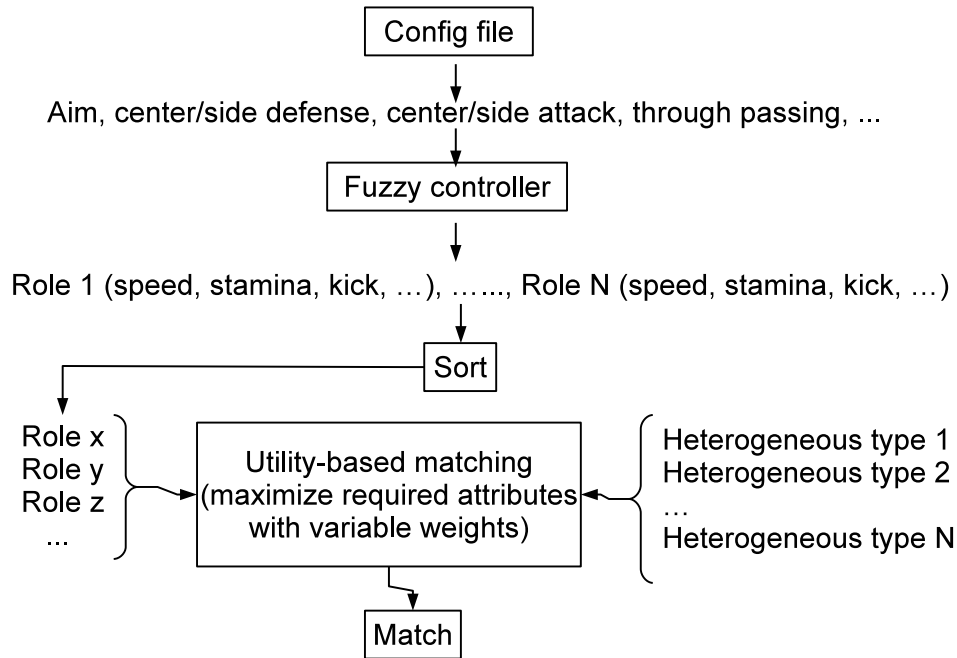 Config file
Aim, center/side defense, center/side attack, through passing, ...
Fuzzy controller
Role 1 (speed, stamina, kick, …), …..., Role N (speed, stamina, kick, …)
Sort
Role x
Role y
Role z
...
Utility-based matching
(maximize required attributes
with variable weights)
Heterogeneous type 1
Heterogeneous type 2
…
Heterogeneous type N
Match